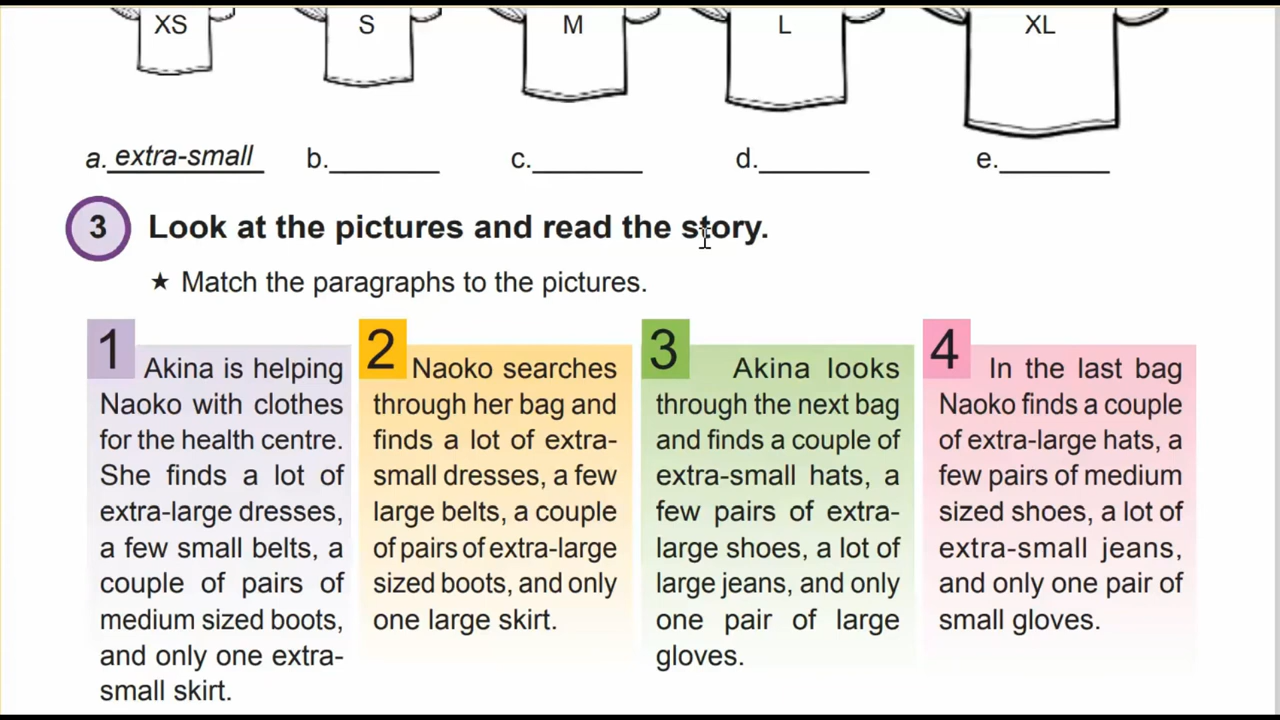 XS S M L XL
a. extra-small b.________ c.________ d.________ e.________
3 Look at the pictures and read the story.
★ Match the paragraphs to the pictures.
1 Akina is helping
Naoko with clothes
for the health centre.
She finds a lot of
extra-large dresses,
a few small belts, a
couple of pairs of
medium sized boots,
and only one extra-
small skirt.
2 Naoko searches
through her bag and
finds a lot of extra-
small dresses, a few
large belts, a couple
of pairs of extra-large
sized boots, and only
one large skirt.
3 Akina looks
through the next bag
and finds a couple of
extra-small hats, a
few pairs of extra-
large shoes, a lot of
large jeans, and only
one pair of large
gloves.
4 In the last bag
Naoko finds a couple
of extra-large hats, a
few pairs of medium
sized shoes, a lot of
extra-small jeans,
and only one pair of
small gloves.